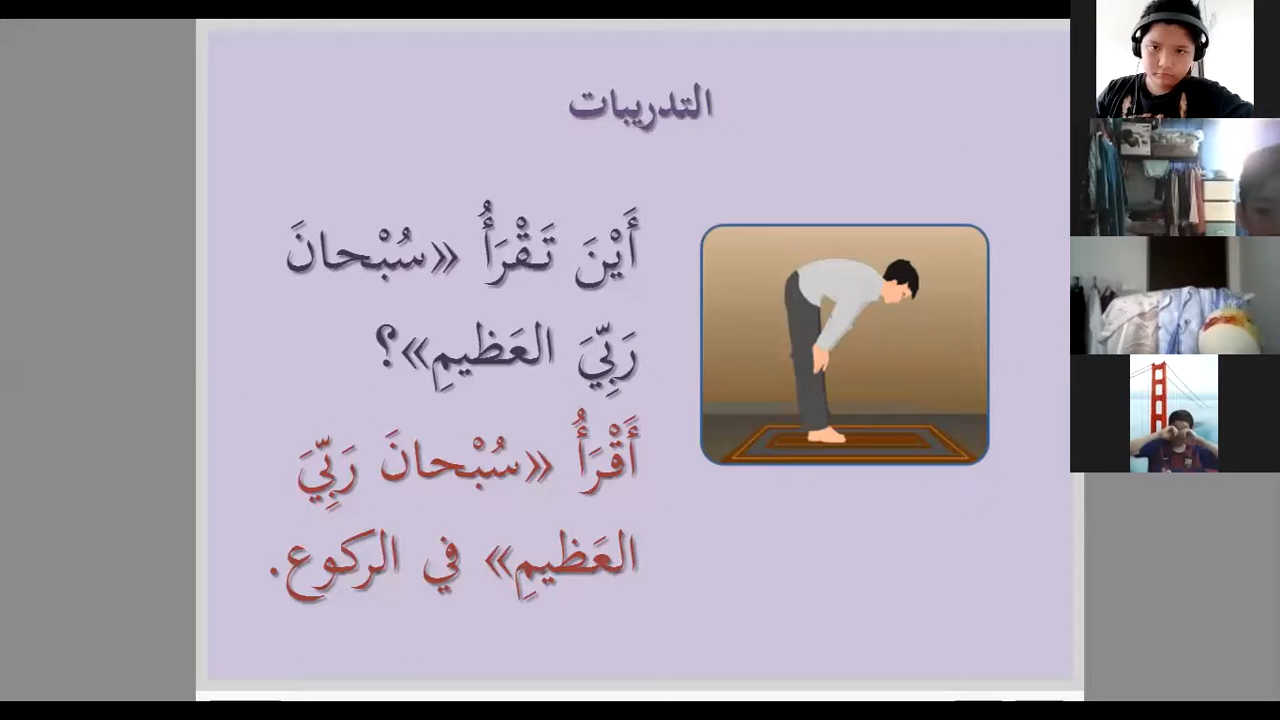 التدريبات
أَيْنَ تَقْرَأُ «سُبْحانَ
رَبِّيَ العَظيمِ»؟
أَقْرَأُ «سُبْحانَ رَبِّيَ
العَظيمِ» في الركوع.